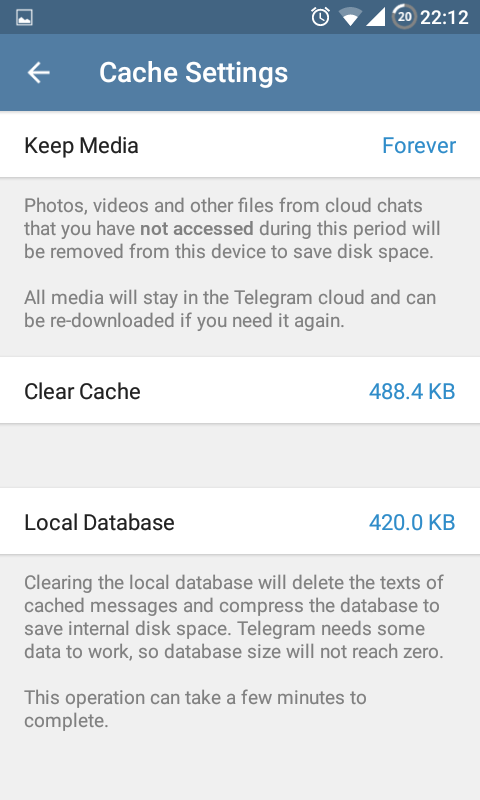 20 22:12
Cache Settings
Keep Media Forever
Photos, videos and other files from cloud chats
that you have not accessed during this period will
be removed from this device to save disk space.
All media will stay in the Telegram cloud and can
be re-downloaded if you need it again.
Clear Cache 488.4 KB
Local Database 420.0 KB
Clearing the local database will delete the texts of
cached messages and compress the database to
save internal disk space. Telegram needs some
data to work, so database size will not reach zero.
This operation can take a few minutes to
complete.